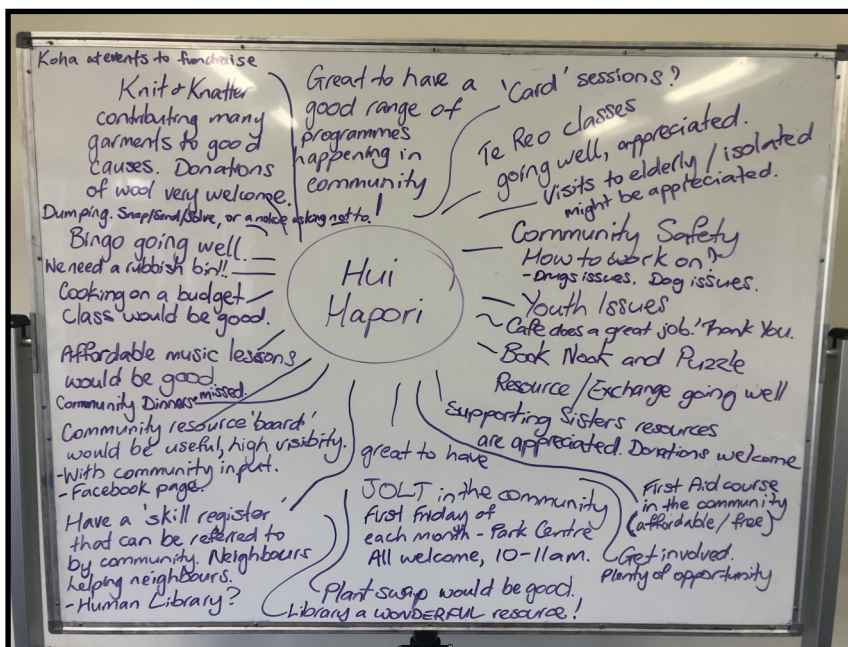 Koha at events to fundraise
Knit & Knatter
contributing many
garments to good
causes. Donations
of wool very welcome.
Dumping. Snap/Send/Solve, or a notice asking not to!
Bingo going well.
We need a rubbish bin!!
Cooking on a budget
Class would be good.
Affordable music lessons
would be good
Community Dinners missed.
Community resource 'board'
would be useful, high visibity.
-With community input.
-Facebook page.
Have a 'skill register'
that can be referred to
by community. Neighbours
helping neighbours.
-Human Library?
Great to have a
good range of
programmes
happening in
community!
'Card' sessions?
Te Reo classes
going well, appreciated.
Visits to elderly / isolated
might be appreciated.
Community Safety
How to work on?
-Drugs issues. Dog issues.
Youth Issues
Cafe does a great job! Thank You.
Book Nook and Puzzle
Resource / Exchange going well
Supporting Sisters resources
are appreciated. Donations welcome
First Aid course
in the community
(affordable/free)
Get involved.
Plenty of opportunity
Hui
Hapori
great to have
JOLT in the community
First Friday of
each month - Park Centre
All welcome, 10-11am.
Plant swap would be good.
Library a WONDERFUL resource!